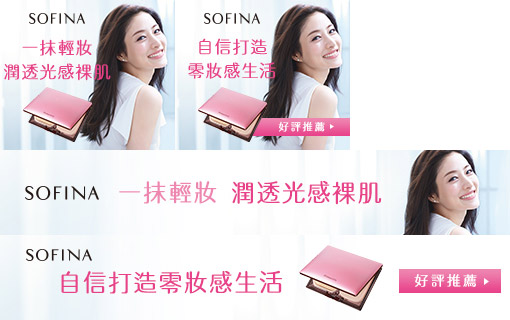 SOFINA
一抹輕妝
潤透光感裸肌
SOFINA
自信打造
零妝感生活
好評推薦
SOFINA 一抹輕妝 潤透光感裸肌
SOFINA
自信打造零妝感生活
好評推薦